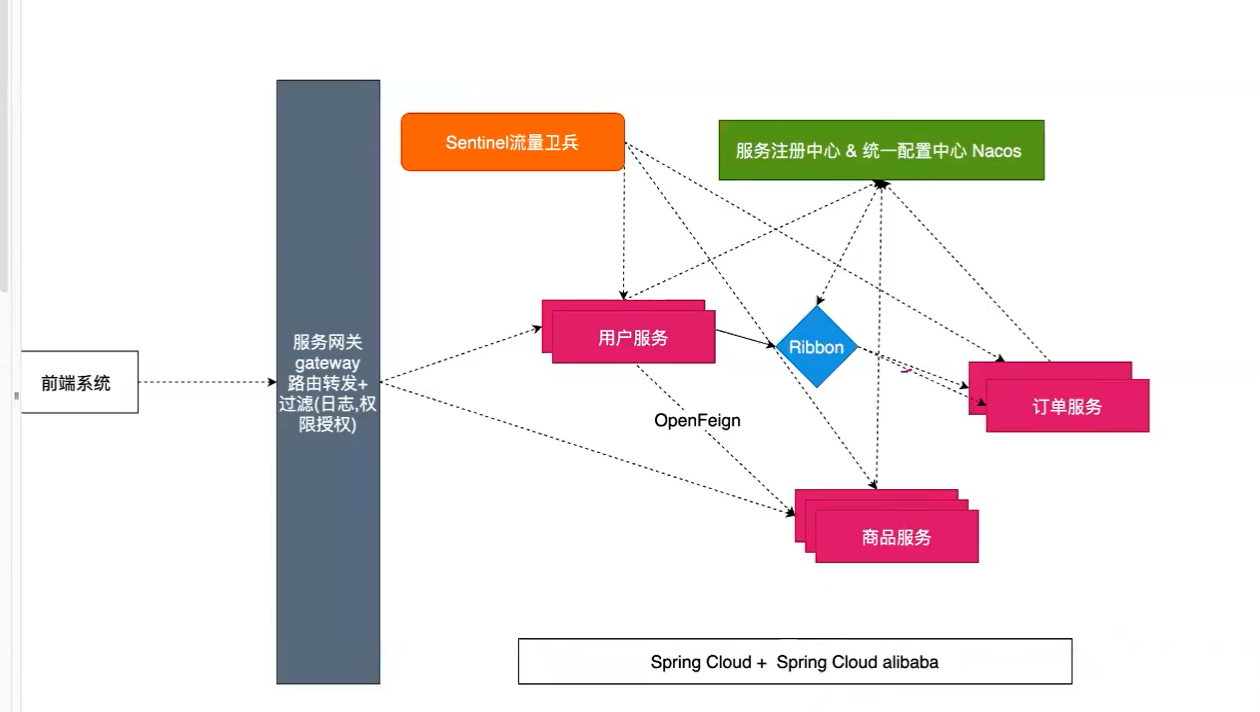 Sentinel流量卫兵
服务注册中心 & 统一配置中心 Nacos
前端系统
服务网关
gateway
路由转发+
过滤(日志,权
限授权)
用户服务
Ribbon
订单服务
OpenFeign
商品服务
Spring Cloud + Spring Cloud alibaba